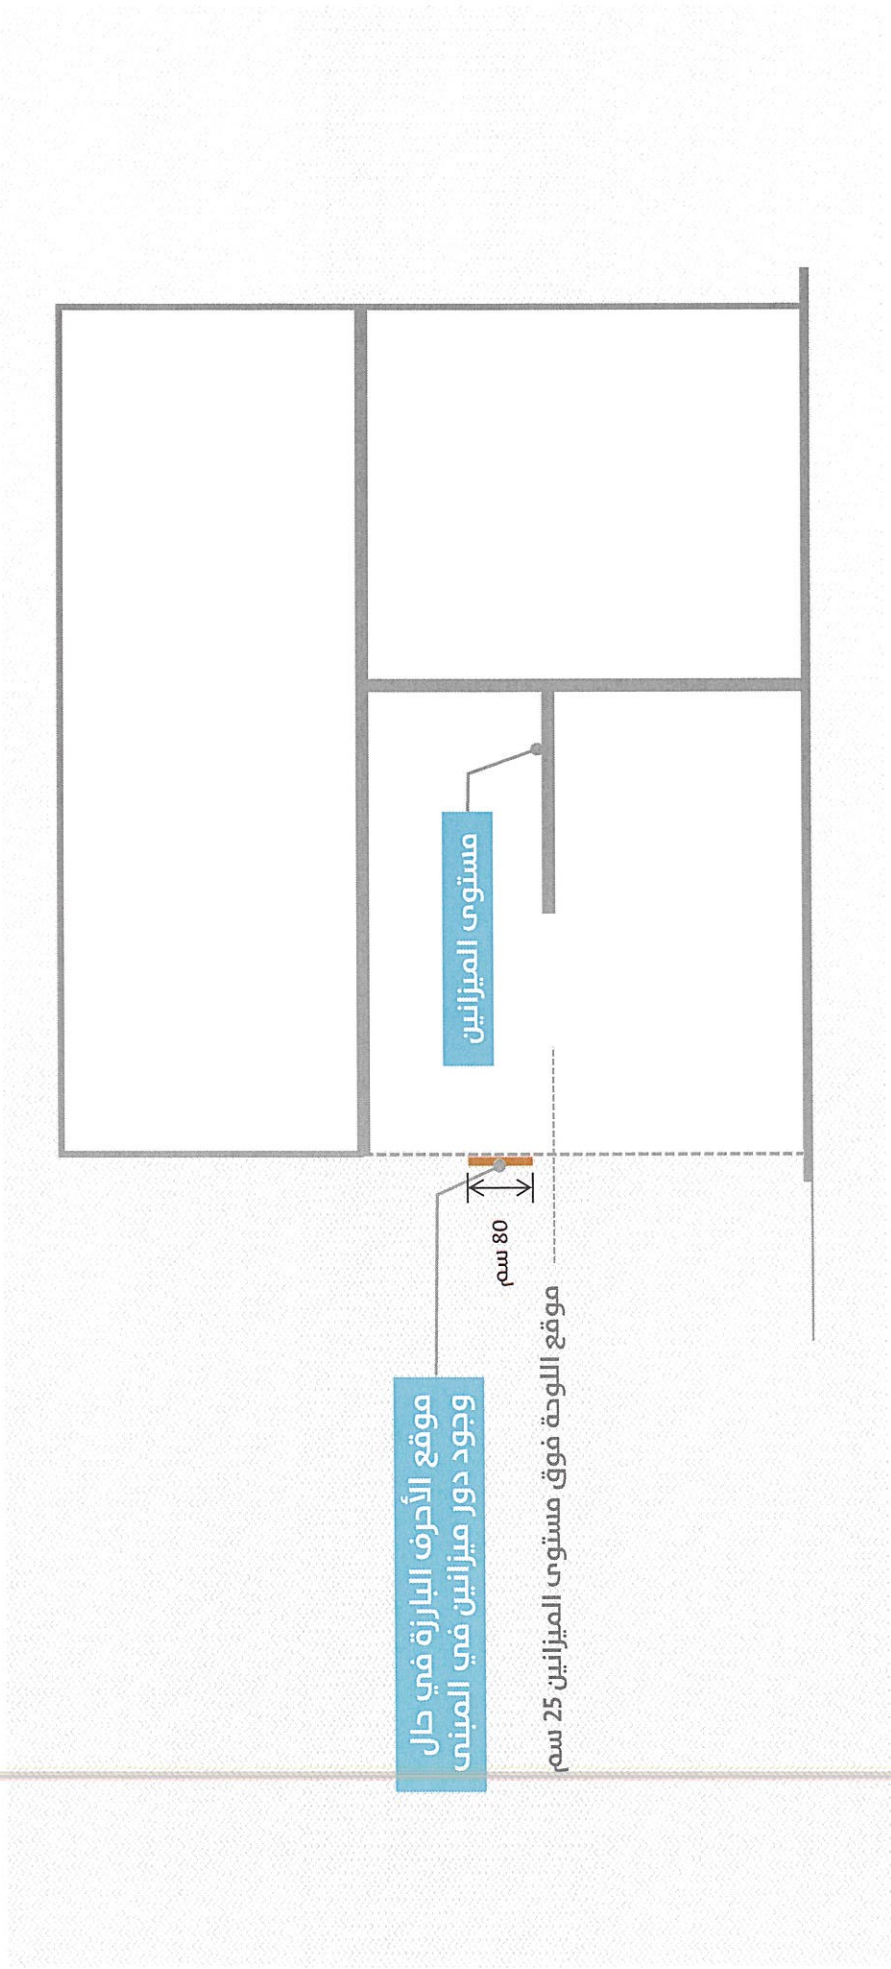 مستوى الميزانين
80 سم
موقع الأحرف البارزة في حال
وجود دور ميزانين في المبنى
موقع اللوحة فوق مستوى الميزانين 25 سم